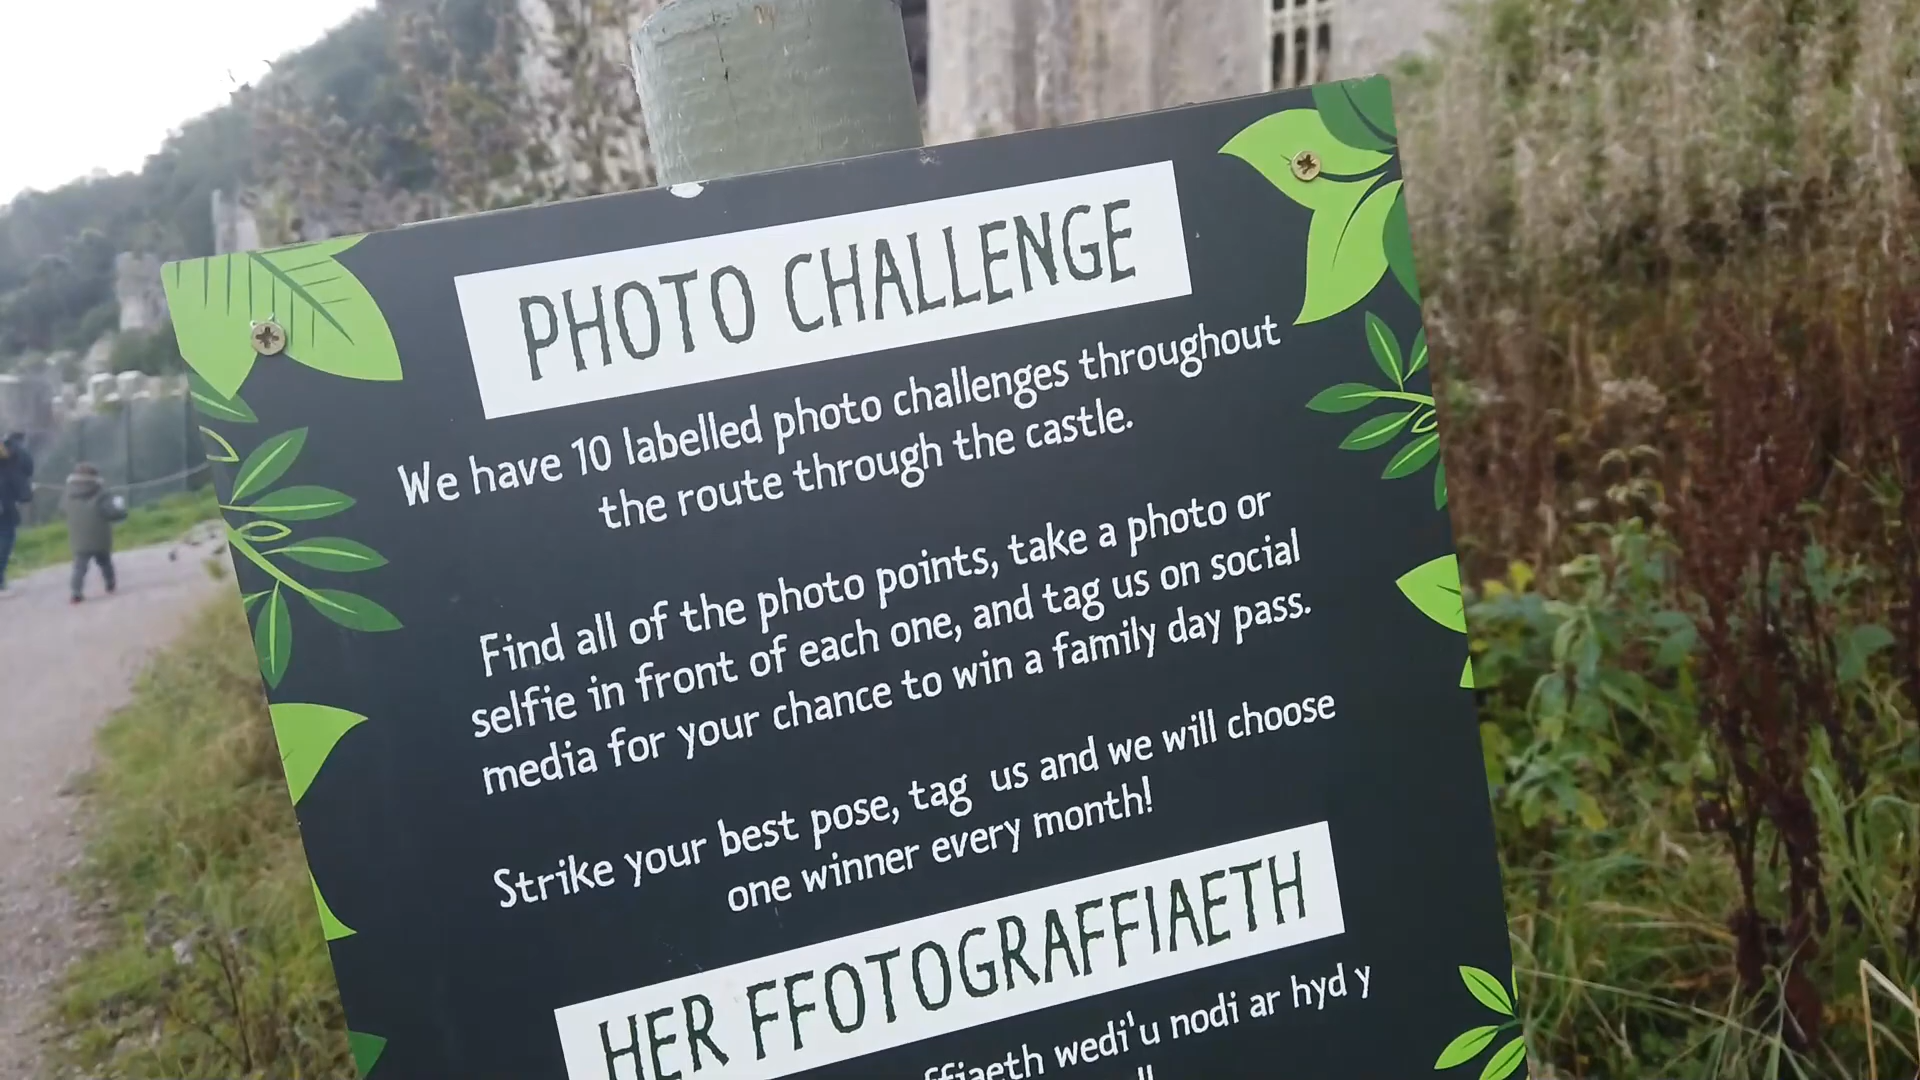 PHOTO CHALLENGE
We have 10 labelled photo challenges throughout
the route through the castle.
Find all of the photo points, take a photo or
selfie in front of each one, and tag us on social
media for your chance to win a family day pass.
Strike your best pose, tag us and we will choose
one winner every month!
HER FFOTOGRAFFIAETH
wedi'u nodi ar hyd y